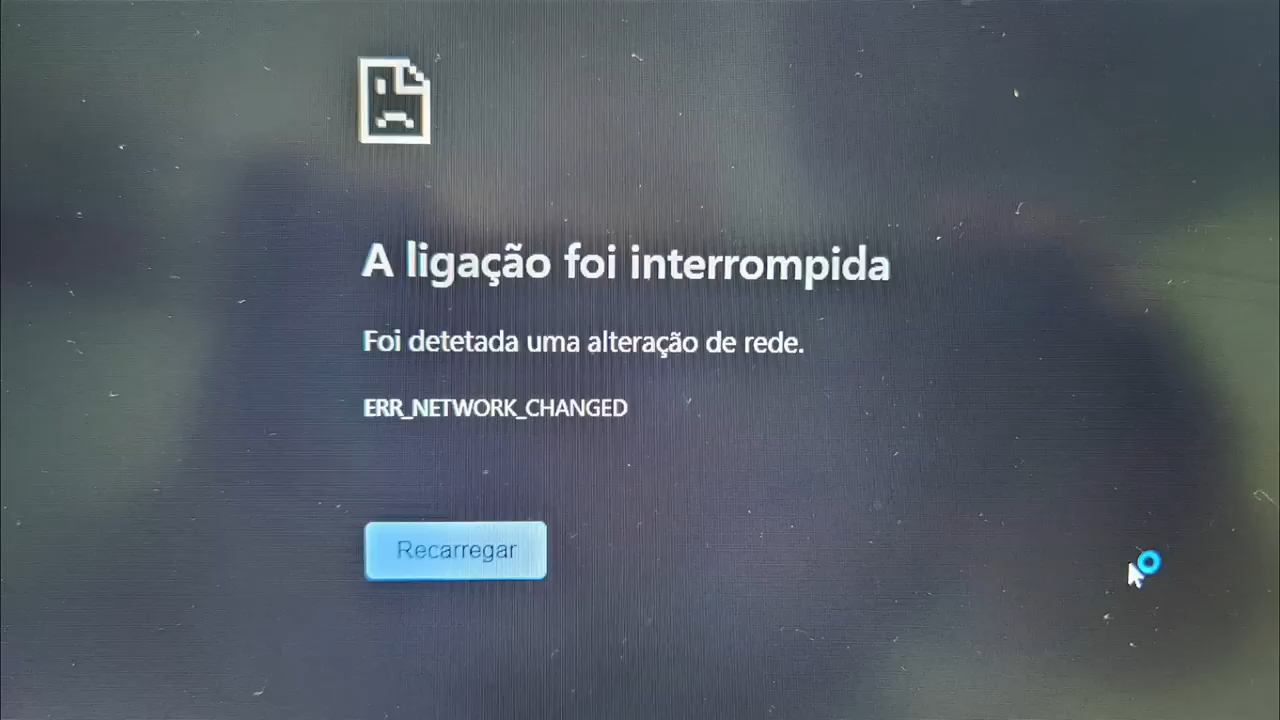 A ligação foi interrompida
Foi detetada uma alteração de rede.
ERR_NETWORK_CHANGED
Recarregar